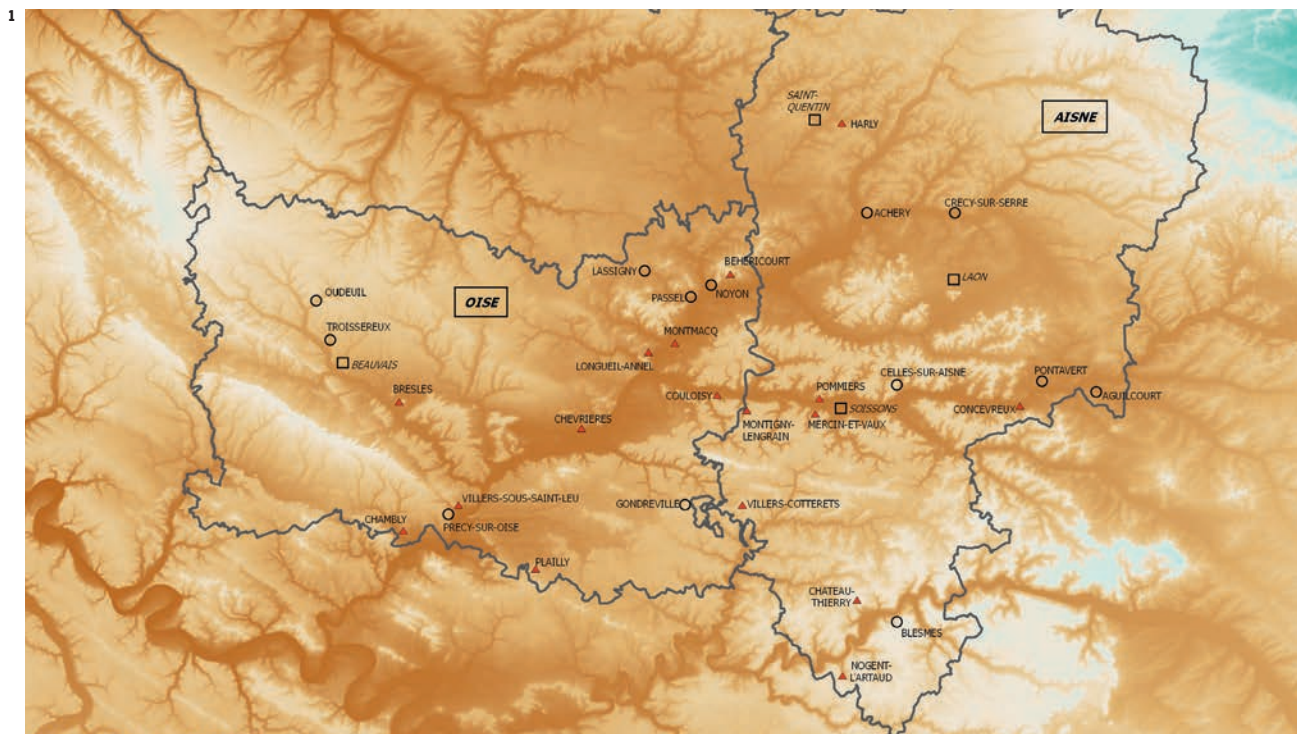 1
SAINT-
QUENTIN
HARLY
AISNE
ACHERY
CRÉCY-SUR-SERRE
LASSIGNY
BÉHÉRICOURT
LAON
NOYON
PASSEL
OUDEUIL
OISE
TROISSEREUX
MONTMACQ
BEAUVAIS
LONGUEIL-ANNEL
CELLES-SUR-AISNE
PONTAVERT
BRESLES
COULOISY
POMMIERS
AGUILCOURT
SOISSONS
CONCEVREUX
CHEVRIERES
MONTIGNY-
LENGRAIN
MERCIN-ET-VAUX
VILLERS-SOUS-SAINT-LEU
GONDREVILLE
VILLERS-COTTERETS
CHAMBLY
PRECY-SUR-OISE
PLAILLY
CHATEAU-
THIERRY
BLESMES
NOGENT-
L'ARTAUD